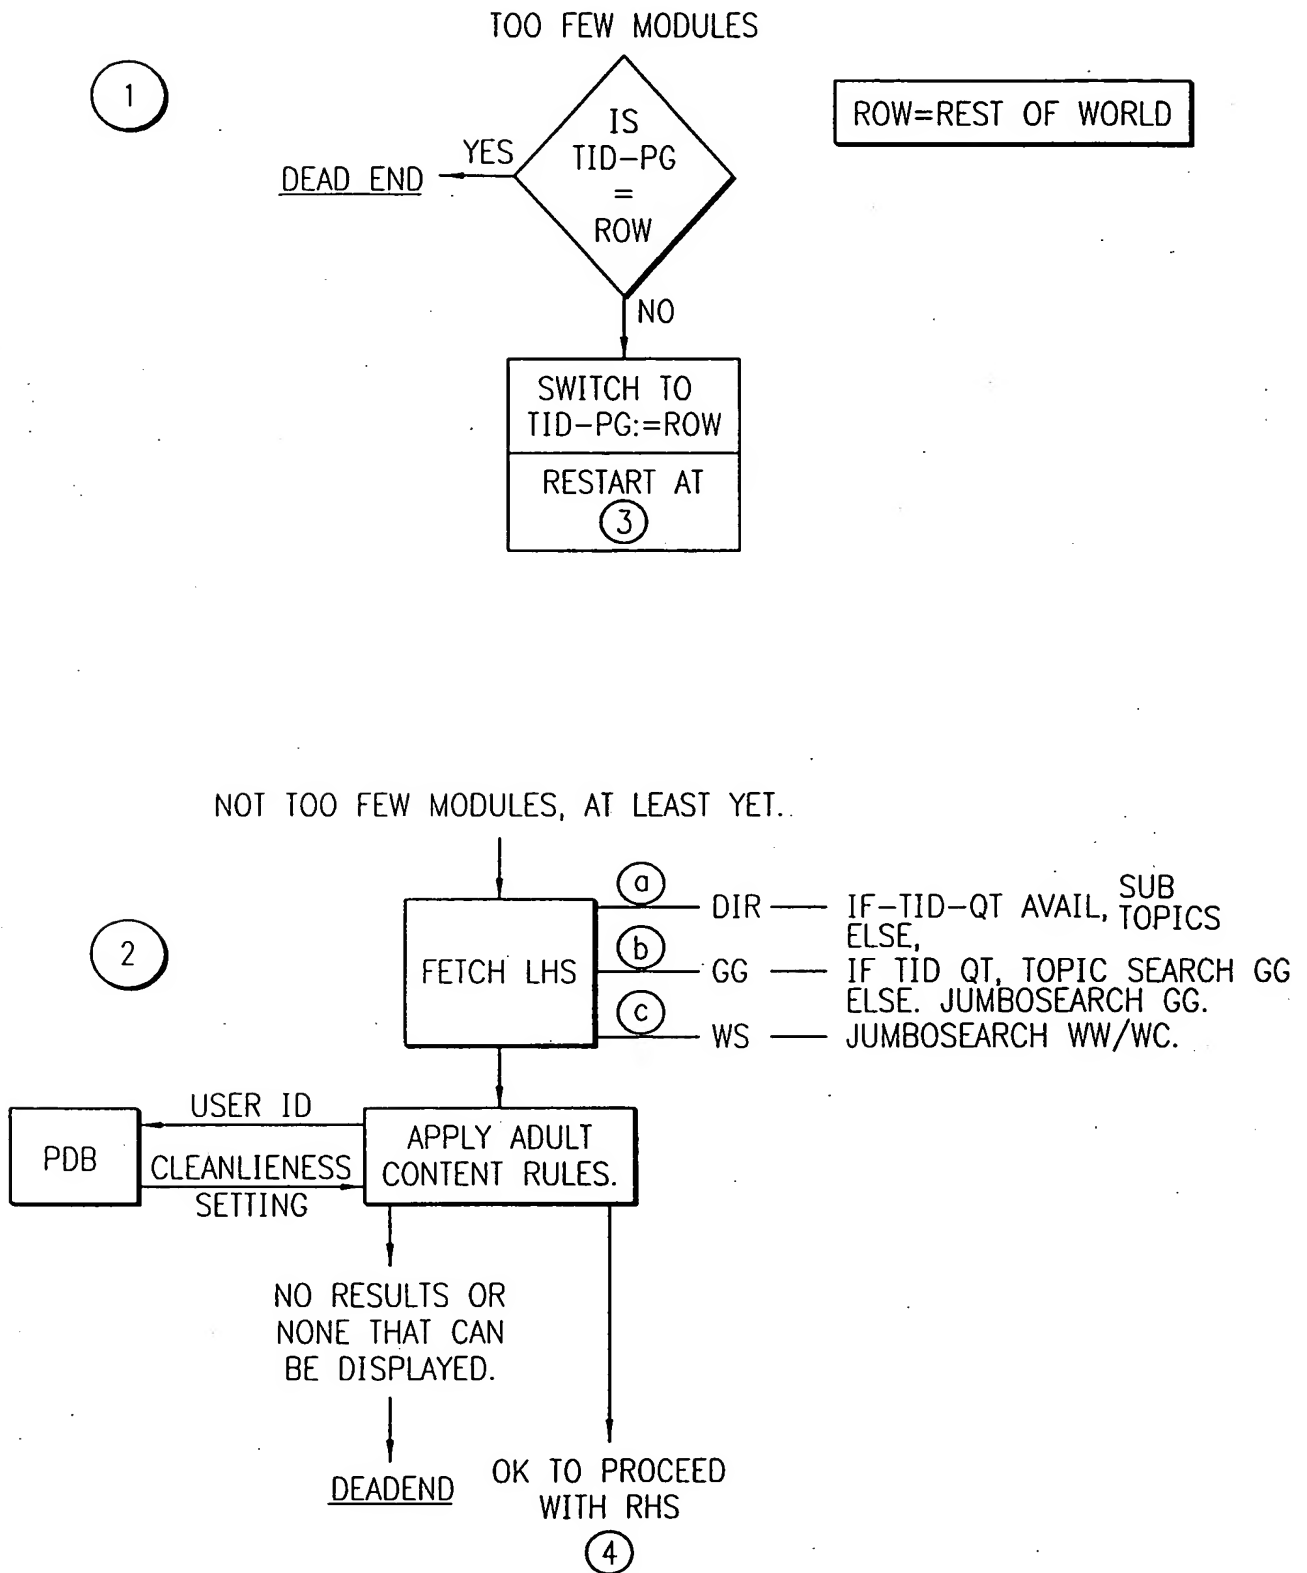 TOO FEW MODULES
1
IS
TID-PG
=
ROW
ROW=REST OF WORLD
YES
DEAD END
NO
SWITCH TO
TID-PG:=ROW
RESTART AT
3
NOT TOO FEW MODULES, AT LEAST YET..
2
FETCH LHS
a
DIR
IF-TID-QT AVAIL, SUB
TOPICS
ELSE,
b
GG
IF TID QT, TOPIC SEARCH GG
ELSE. JUMBOSEARCH GG.
c
WS
JUMBOSEARCH WW/WC.
USER ID
PDB
CLEANLIENESS
SETTING
APPLY ADULT
CONTENT RULES.
NO RESULTS OR
NONE THAT CAN
BE DISPLAYED.
DEADEND
OK TO PROCEED
WITH RHS
4